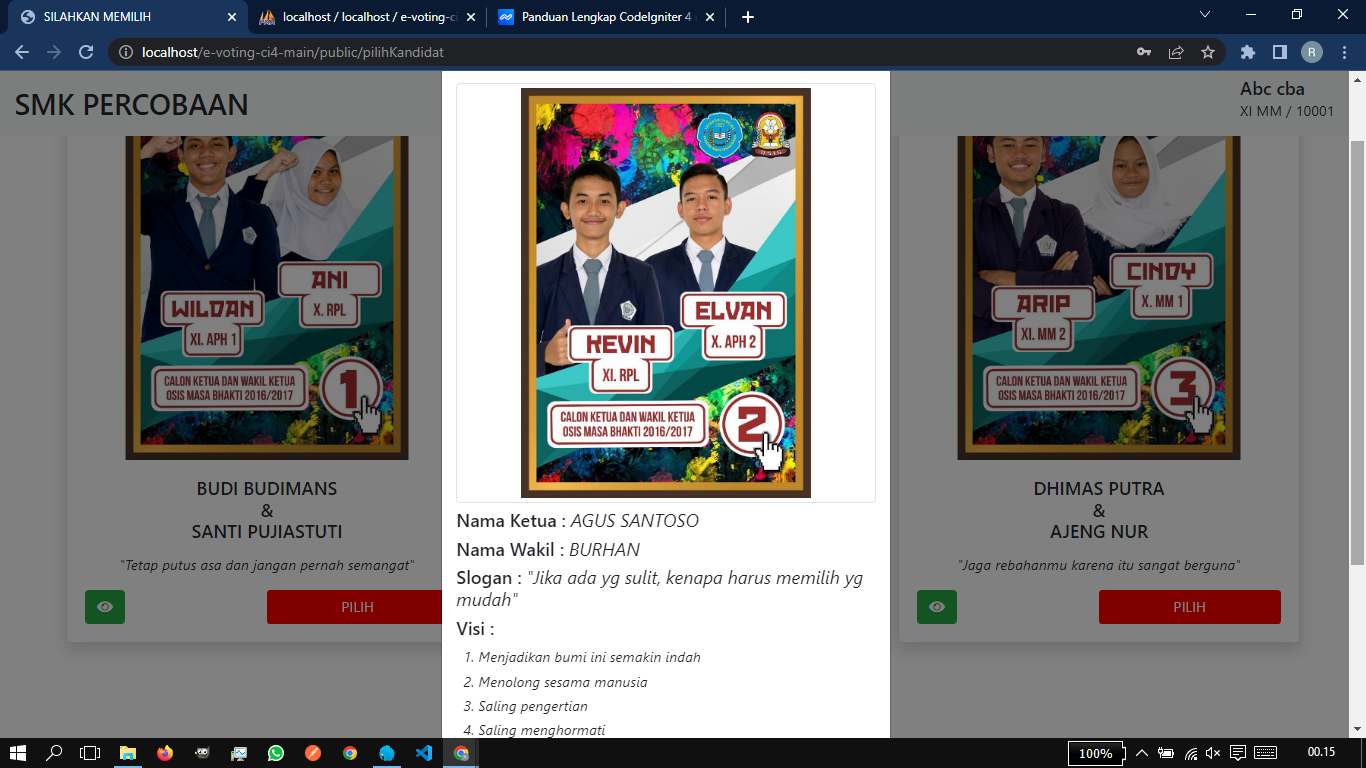 SILAHKAN MEMILIH
localhost / localhost / e-voting-ci
Panduan Lengkap CodeIgniter 4
localhost/e-voting-ci4-main/public/pilihKandidat
R
SMK PERCOBAAN
Abc cba
XI MM / 10001
ANI
X. RPL
WILDAN
XI. APH 1
CALON KETUA DAN WAKIL KETUA
OSIS MASA BHAKTI 2016/2017
1
BUDI BUDIMANS
&
SANTI PUJIASTUTI
"Tetap putus asa dan jangan pernah semangat"
PILIH
OSIS
ELVAN
X. APH 2
KEVIN
XI. RPL
CALON KETUA DAN WAKIL KETUA
OSIS MASA BHAKTI 2016/2017
2
Nama Ketua : AGUS SANTOSO
Nama Wakil : BURHAN
Slogan : "Jika ada yg sulit, kenapa harus memilih yg
mudah"
Visi :
1. Menjadikan bumi ini semakin indah
2. Menolong sesama manusia
3. Saling pengertian
4. Saling menghormati
CINDY
X. MM 1
ARIP
XI. MM 2
CALON KETUA DAN WAKIL KETUA
OSIS MASA BHAKTI 2016/2017
3
DHIMAS PUTRA
&
AJENG NUR
"Jaga rebahanmu karena itu sangat berguna"
PILIH
100%
00.15